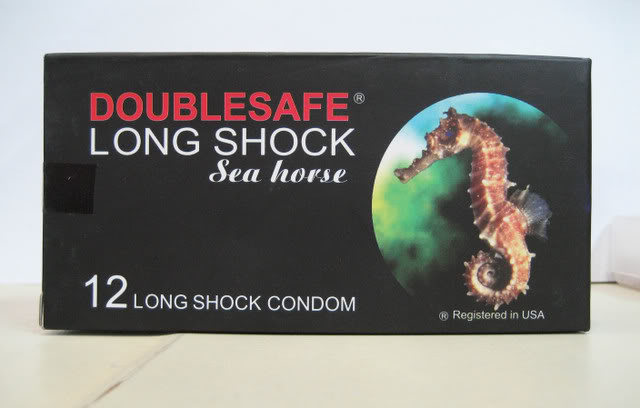 DOUBLESAFE®
LONG SHOCK
Sea horse
12 LONG SHOCK CONDOM
® Registered in USA